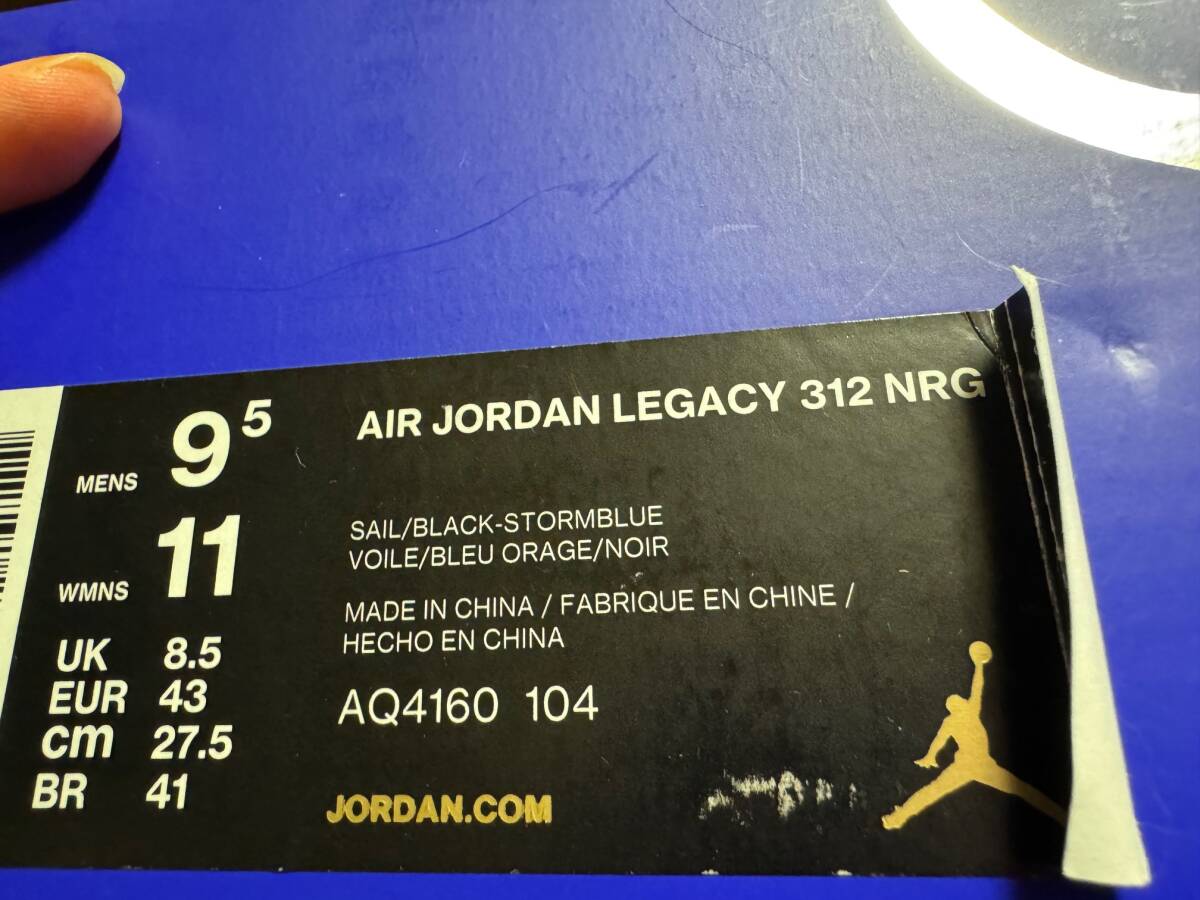 MENS 9 5
WMNS 11
UK 8.5
EUR 43
cm 27.5
BR 41
AIR JORDAN LEGACY 312 NRG
SAIL/BLACK-STORMBLUE
VOILE/BLEU ORAGE/NOIR
MADE IN CHINA / FABRIQUE EN CHINE /
HECHO EN CHINA
AQ4160 104
JORDAN.COM